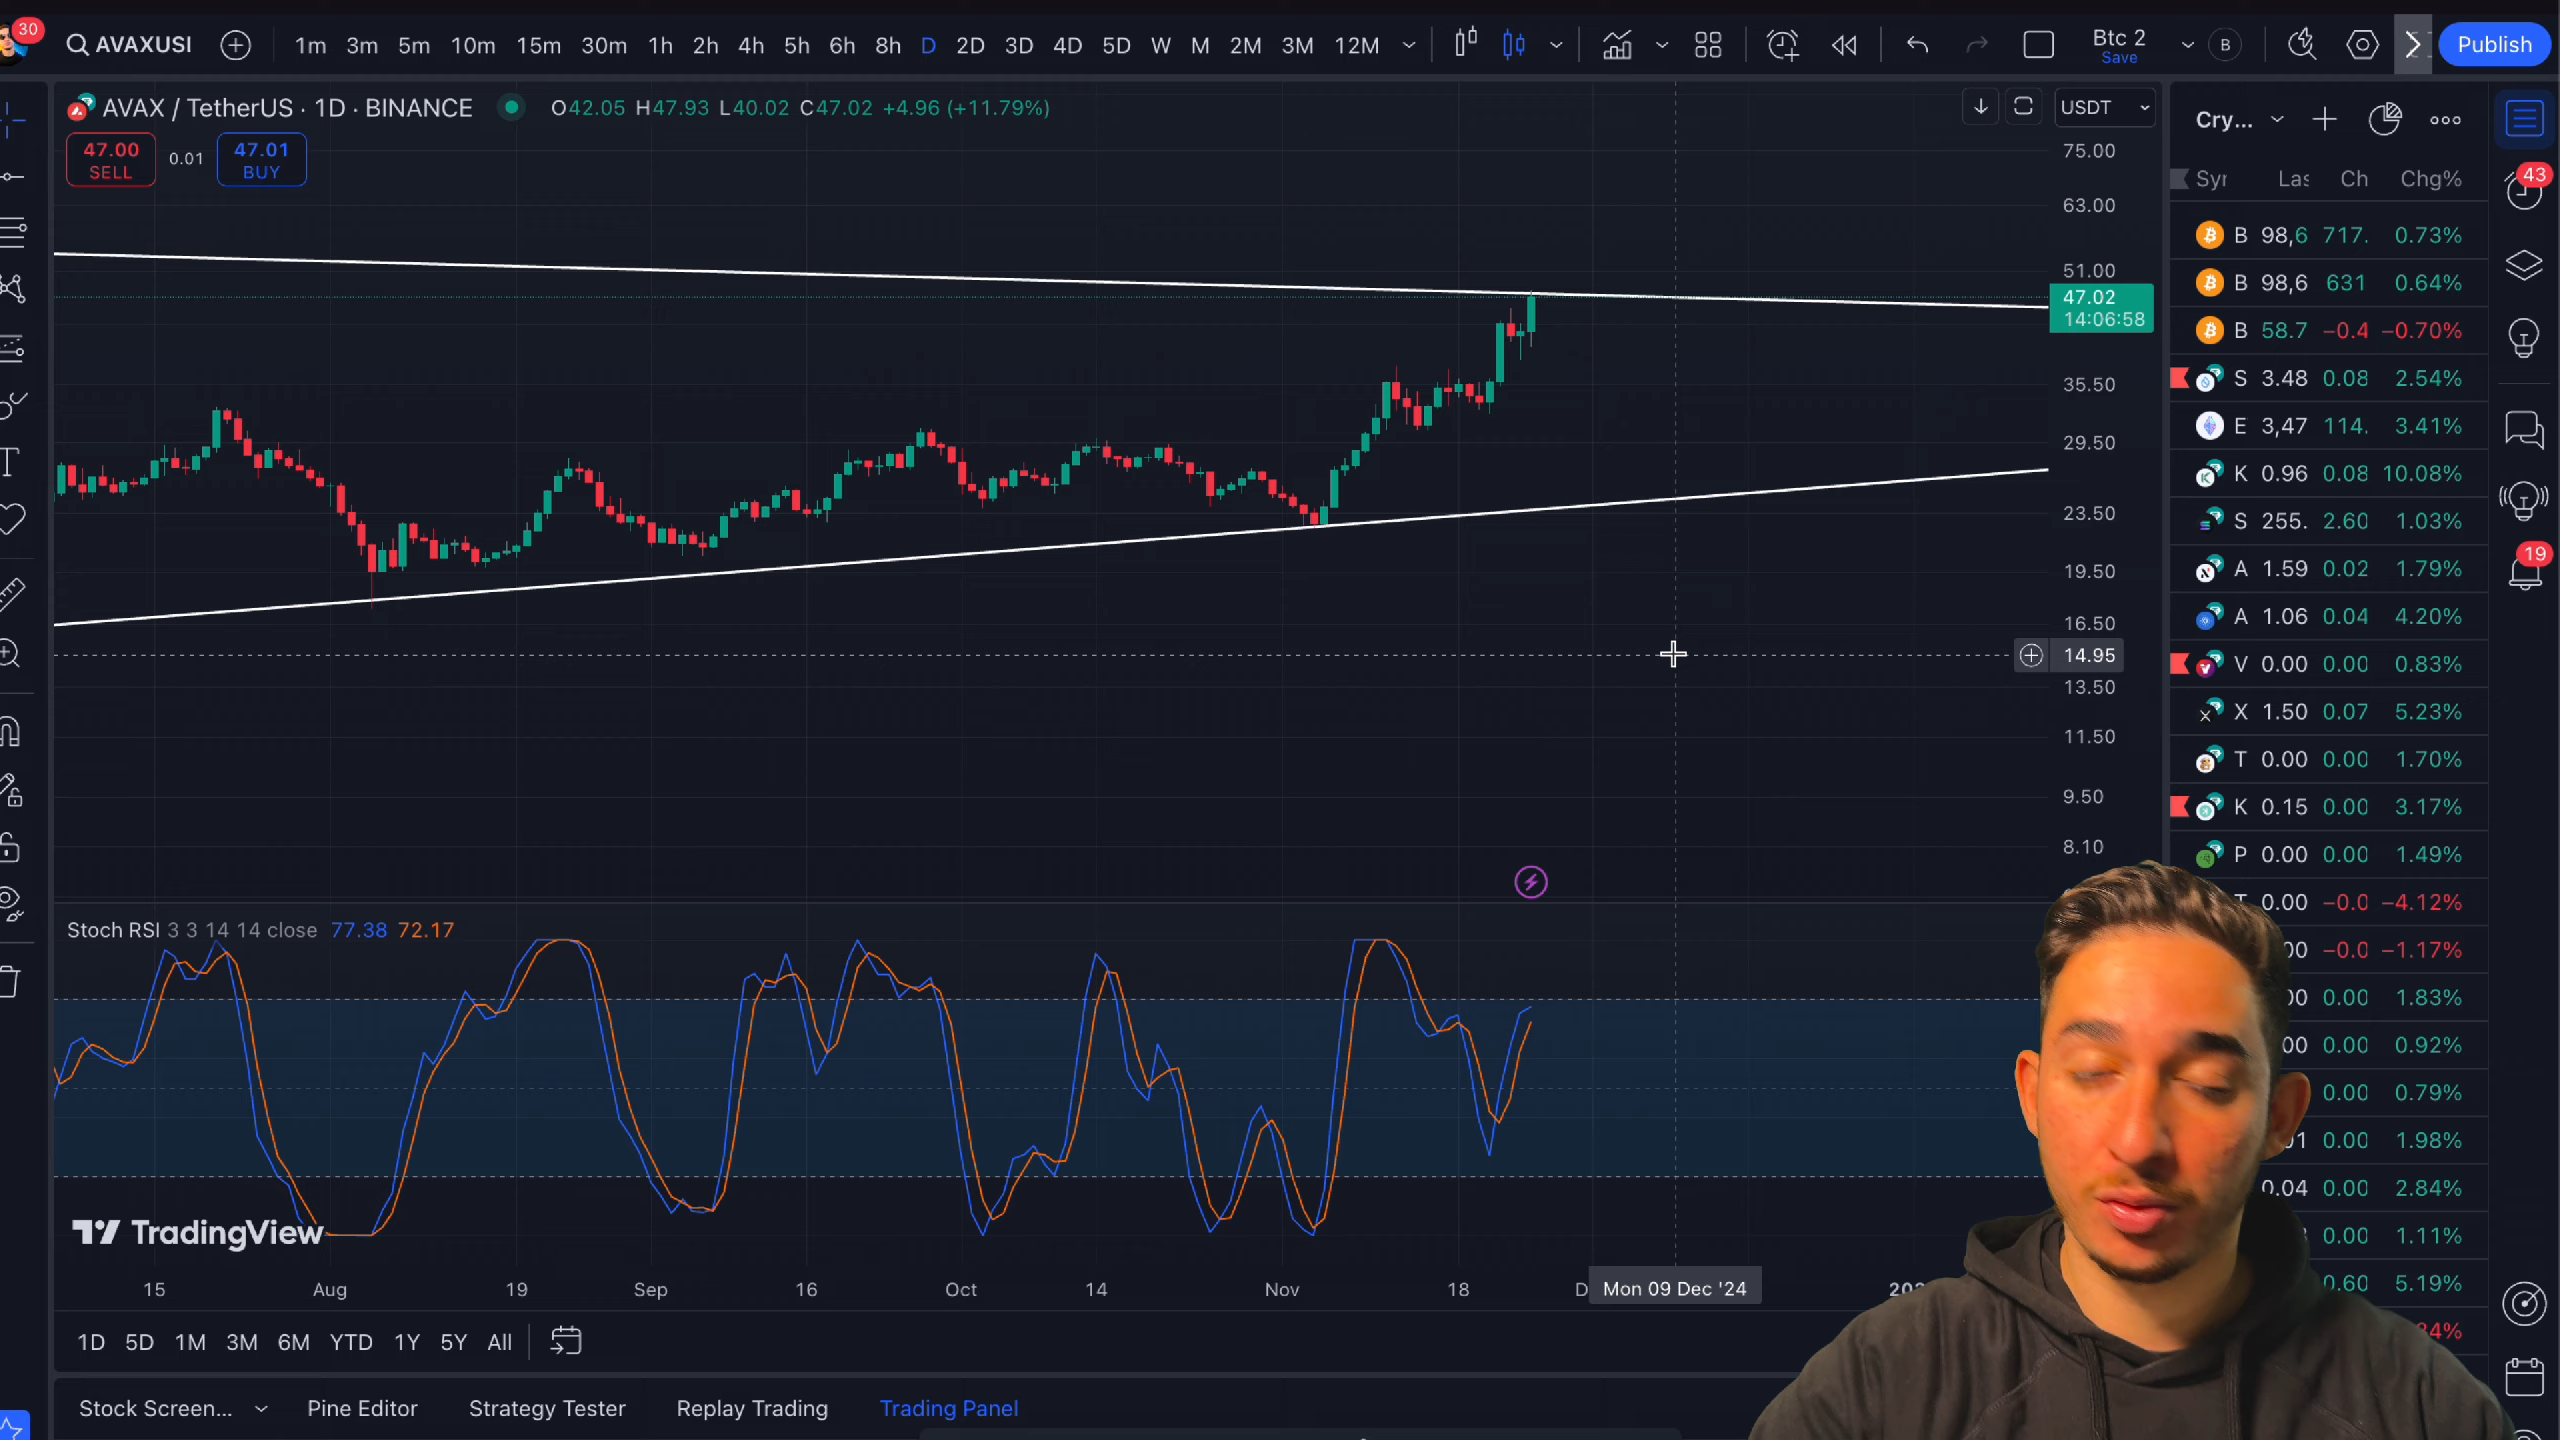 30
AVAXUSI 1m 3m 5m 10m 15m 30m 1h 2h 4h 5h 6h 8h D 2D 3D 4D 5D W M 2M 3M 12M Btc 2 Save B Publish
AVAX / TetherUS · 1D · BINANCE O42.05 H47.93 L40.02 C47.02 +4.96 (+11.79%)
47.00 SELL 0.01 47.01 BUY
USDT
75.00
63.00
51.00
47.02
14:06:58
35.50
29.50
23.50
19.50
16.50
14.95
13.50
11.50
9.50
8.10
Cry...
Las Ch Chg%
43
B 98,6 717. 0.73%
B 98,6 631 0.64%
B 58.7 −0.4 −0.70%
S 3.48 0.08 2.54%
E 3,47 114. 3.41%
K 0.96 0.08 10.08%
S 255. 2.60 1.03%
19
A 1.59 0.02 1.79%
A 1.06 0.04 4.20%
V 0.00 0.00 0.83%
X 1.50 0.07 5.23%
T 0.00 0.00 1.70%
K 0.15 0.00 3.17%
P 0.00 0.00 1.49%
0.00 −0.0 −4.12%
−0.0 −1.17%
0.00 1.83%
0.00 0.92%
0.00 0.79%
0.00 1.98%
0.04 0.00 2.84%
0.00 1.11%
5.19%
Stoch RSI 3 3 14 14 close 77.38 72.17
TradingView
15 Aug 19 Sep 16 Oct 14 Nov 18 Mon 09 Dec '24
1D 5D 1M 3M 6M YTD 1Y 5Y All
Stock Screen... Pine Editor Strategy Tester Replay Trading Trading Panel